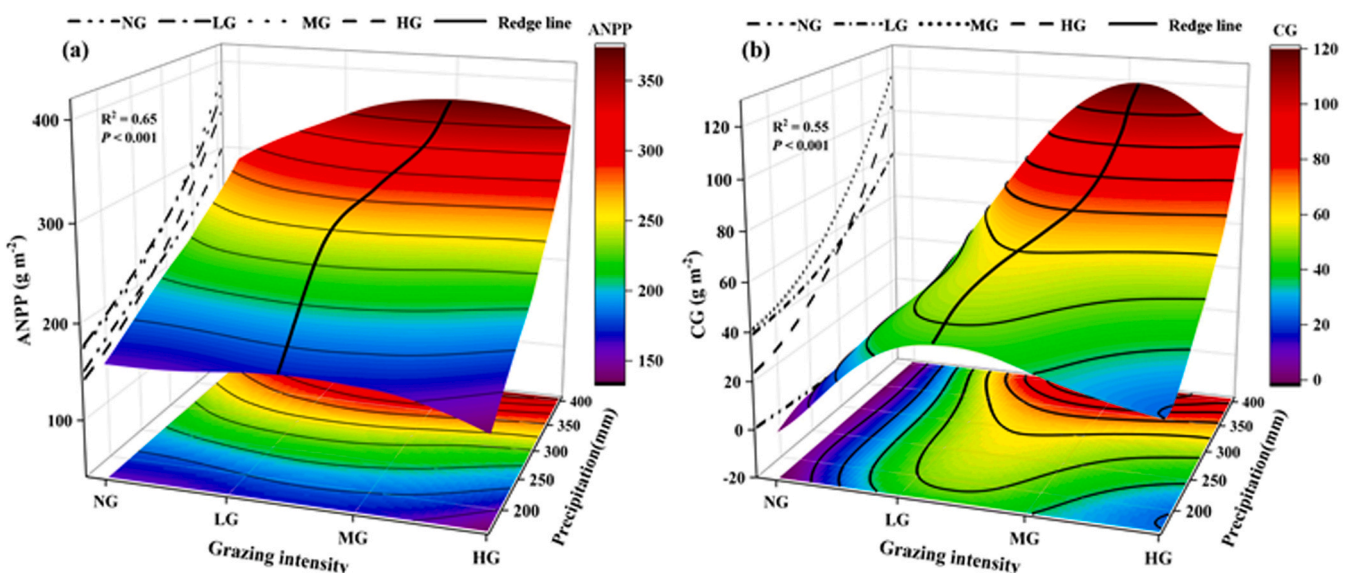 NG LG MG HG Redge line
(a)
ANPP
R² = 0.65
P < 0.001
400
300
200
100
ANPP (g m⁻²)
350
300
250
200
150
NG
LG
MG
HG
Grazing intensity
400
350
300
250
200
Precipitation(mm)
NG LG MG HG Redge line
(b)
CG
R² = 0.55
P < 0.001
120
100
80
60
40
20
0
-20
CG (g m⁻²)
120
100
80
60
40
20
0
NG
LG
MG
HG
Grazing intensity
400
350
300
250
200
Precipitation(mm)